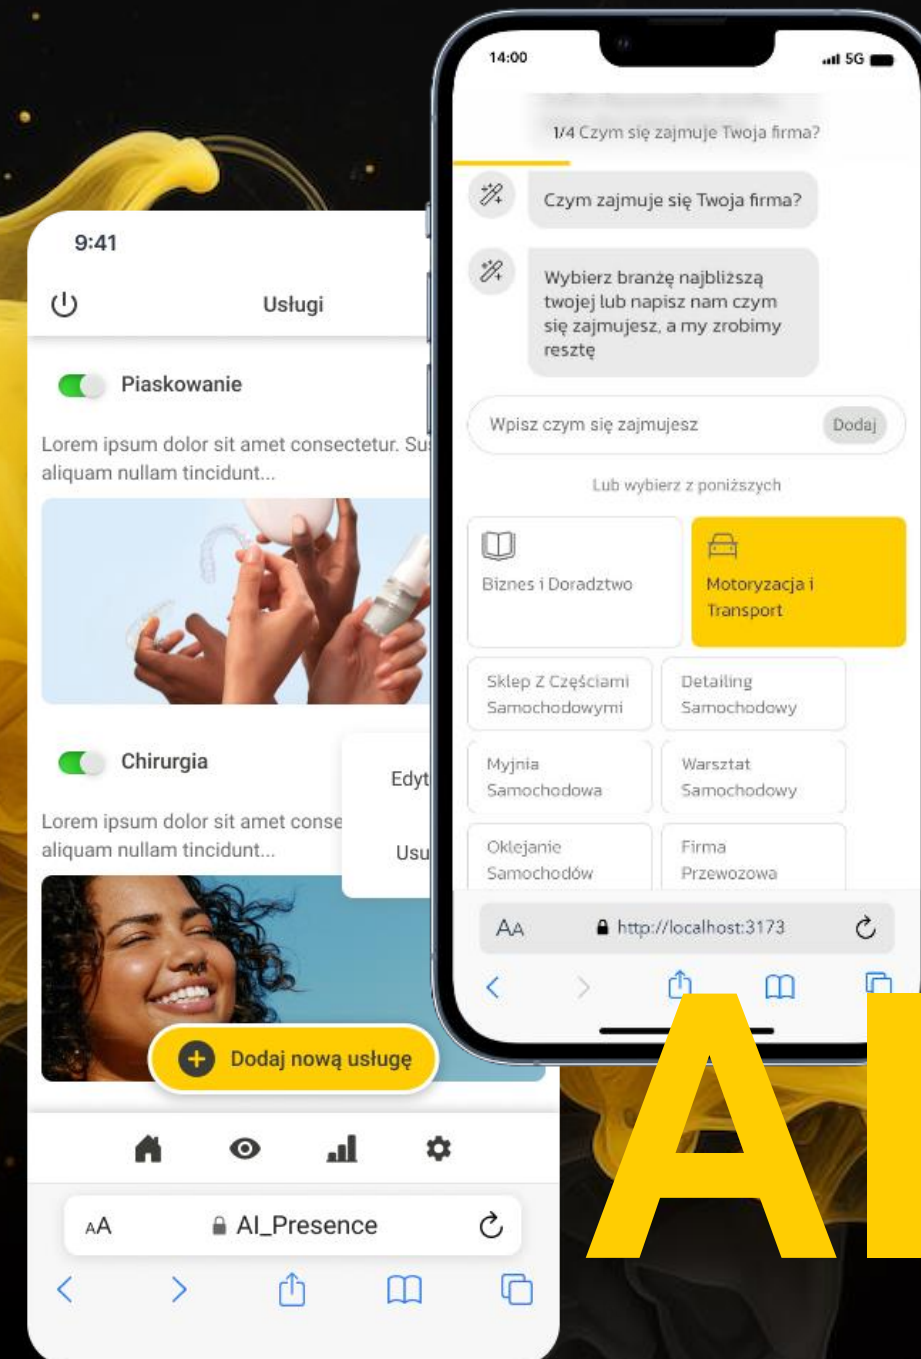 14:00
5G
1/4 Czym się zajmuje Twoja firma?
Czym zajmuje się Twoja firma?
Wybierz branżę najbliższą
twojej lub napisz nam czym
się zajmujesz, a my zrobimy
resztę
Wpisz czym się zajmujesz
Dodaj
Lub wybierz z poniższych
Biznes i Doradztwo
Motoryzacja i
Transport
Sklep Z Częściami
Samochodowymi
Detailing
Samochodowy
Myjnia
Samochodowa
Warsztat
Samochodowy
Oklejanie
Samochodów
Firma
Przewozowa
AA
http://localhost:3173
9:41
Usługi
Piaskowanie
Lorem ipsum dolor sit amet consectetur. Sus
aliquam nullam tincidunt...
Chirurgia
Edyt
Lorem ipsum dolor sit amet conse
aliquam nullam tincidunt...
Usu
Dodaj nową usługę
AA
AI_Presence
AI